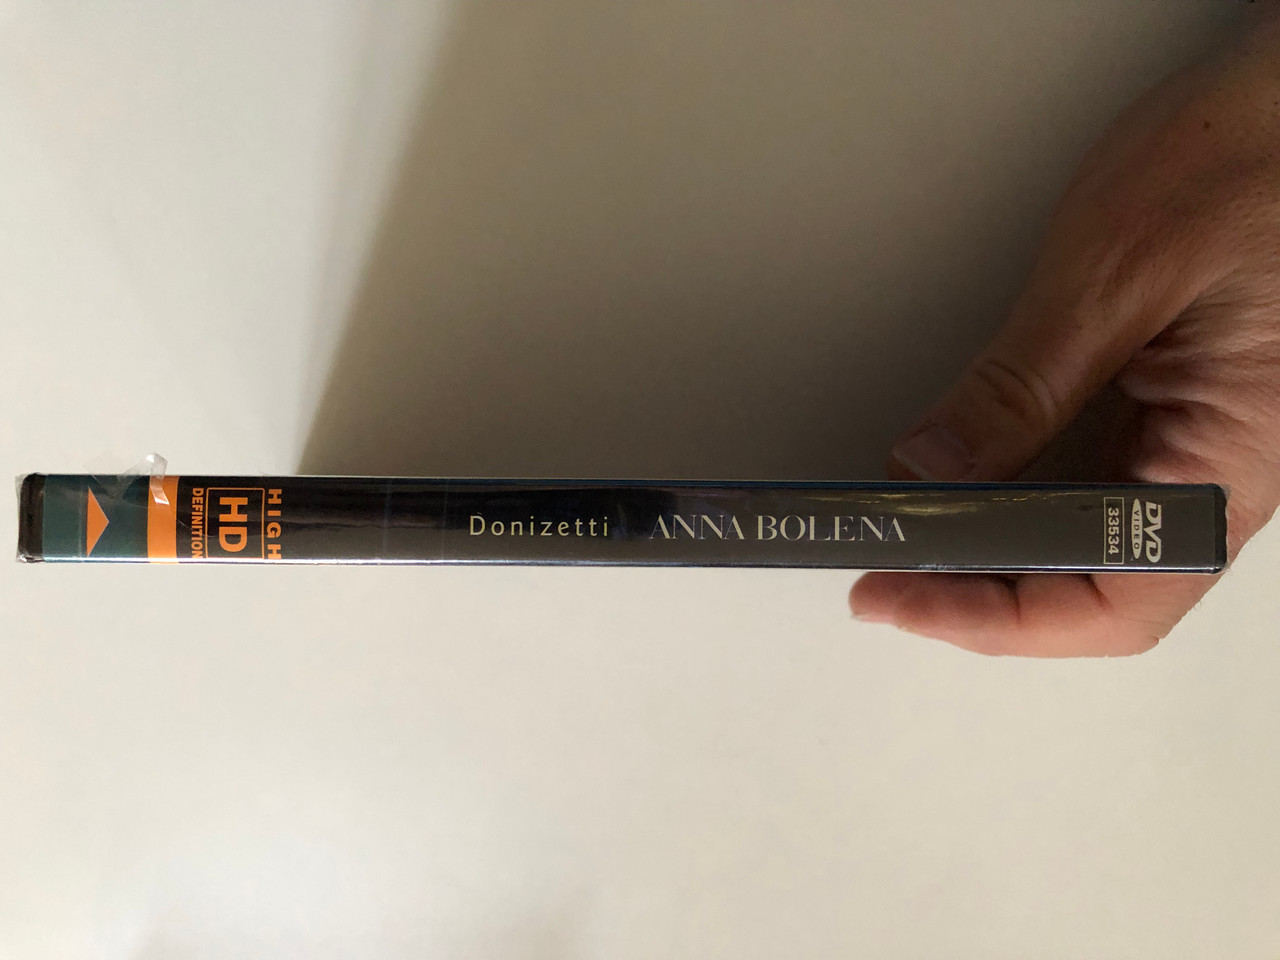 HIGH
HD
DEFINITION
Donizetti ANNA BOLENA
DVD
VIDEO
33534